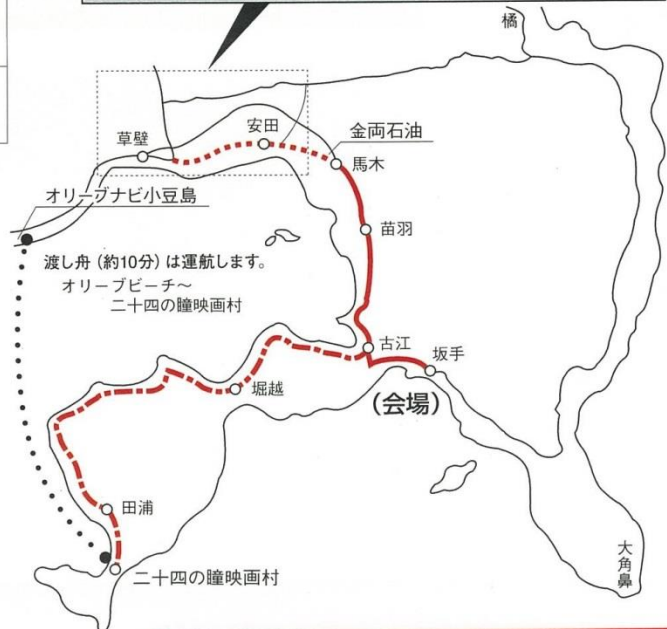 橘
草壁
安田
金両石油
馬木
オリーブナビ小豆島
苗羽
渡し舟（約10分）は運航します。
オリーブビーチ～
二十四の瞳映画村
古江
坂手
堀越
（会場）
田浦
大角鼻
二十四の瞳映画村